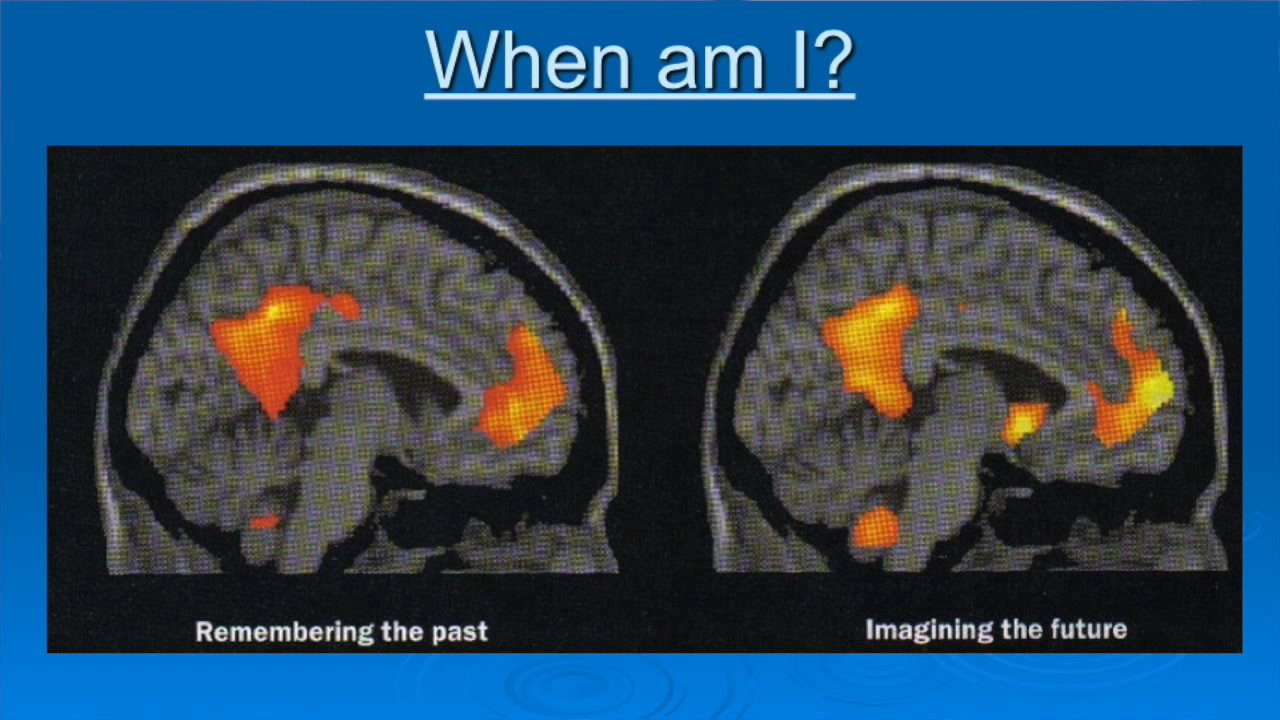 When am I?
Remembering the past
Imagining the future